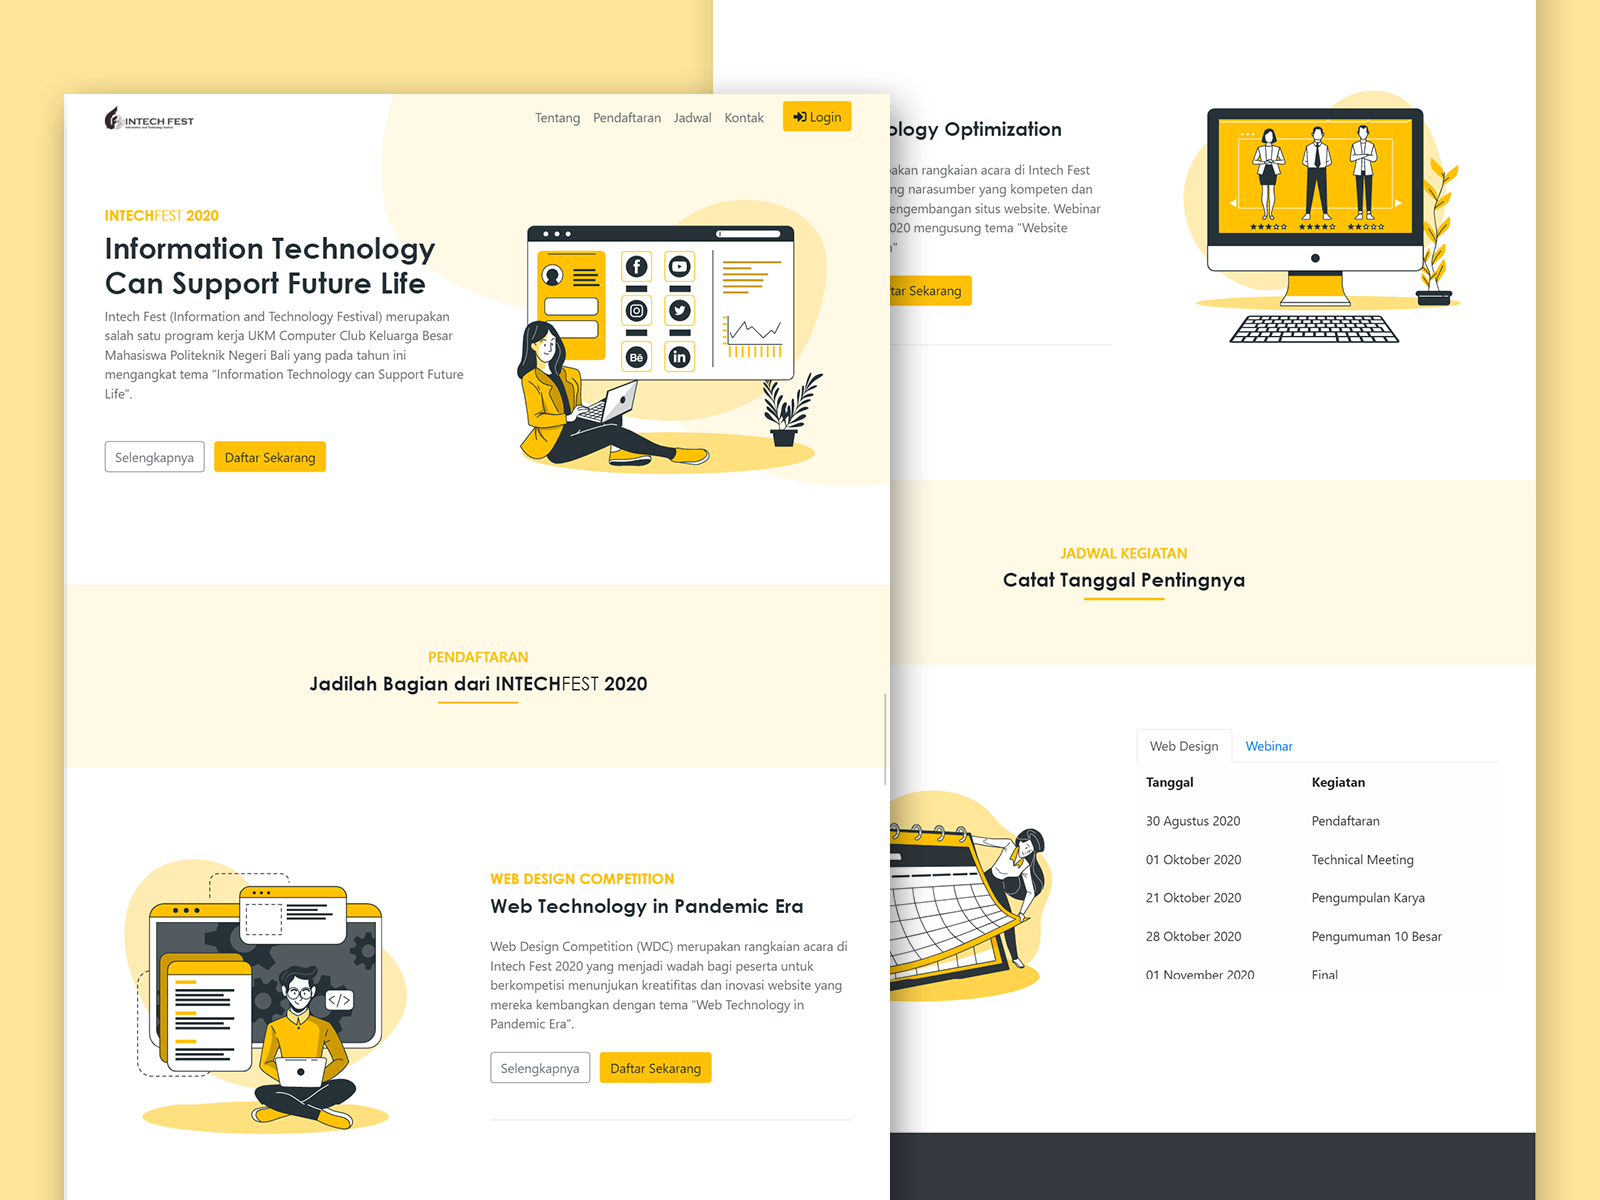 INTECH FEST
Tentang Pendaftaran Jadwal Kontak Login
INTECHFEST 2020
Information Technology
Can Support Future Life
Intech Fest (Information and Technology Festival) merupakan
salah satu program kerja UKM Computer Club Keluarga Besar
Mahasiswa Politeknik Negeri Bali yang pada tahun ini
mengangkat tema "Information Technology can Support Future
Life".
Selengkapnya Daftar Sekarang
Bē
in
PENDAFTARAN
Jadilah Bagian dari INTECHFEST 2020
WEB DESIGN COMPETITION
Web Technology in Pandemic Era
Web Design Competition (WDC) merupakan rangkaian acara di
Intech Fest 2020 yang menjadi wadah bagi peserta untuk
berkompetisi menunjukan kreatifitas dan inovasi website yang
mereka kembangkan dengan tema "Web Technology in
Pandemic Era".
Selengkapnya Daftar Sekarang
</>
ology Optimization
akan rangkaian acara di Intech Fest
ng narasumber yang kompeten dan
engembangan situs website. Webinar
020 mengusung tema "Website
n"
tar Sekarang
JADWAL KEGIATAN
Catat Tanggal Pentingnya
Web Design Webinar
Tanggal Kegiatan
30 Agustus 2020 Pendaftaran
01 Oktober 2020 Technical Meeting
21 Oktober 2020 Pengumpulan Karya
28 Oktober 2020 Pengumuman 10 Besar
01 November 2020 Final